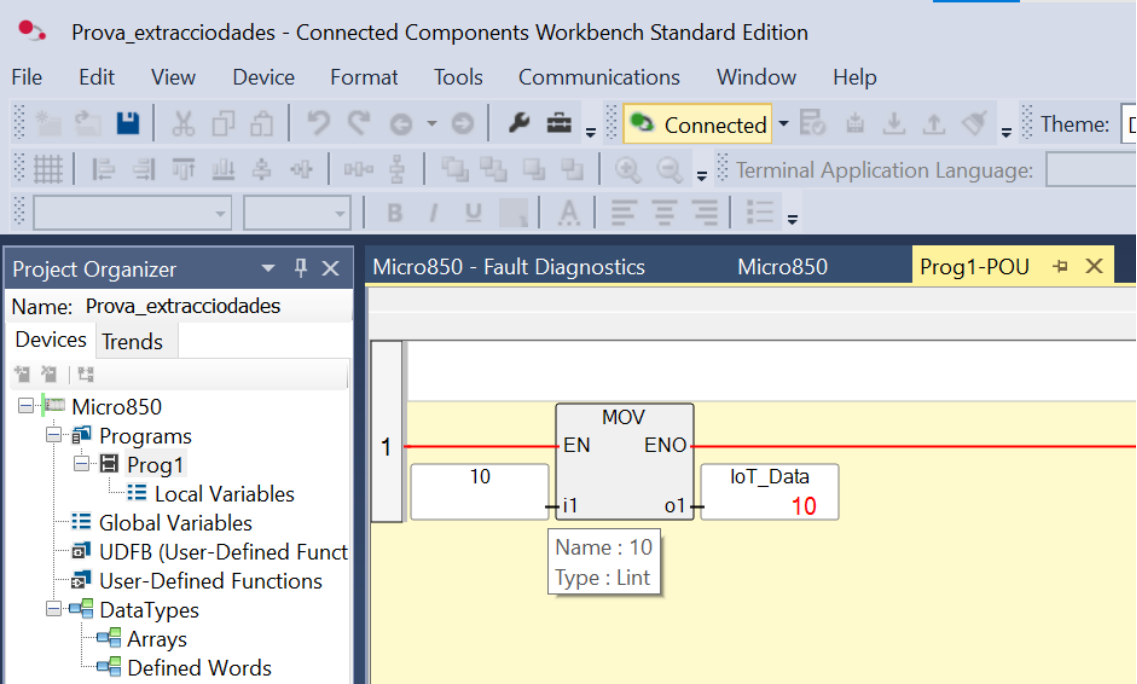 Prova_extracciodades - Connected Components Workbench Standard Edition
File Edit View Device Format Tools Communications Window Help
Connected Theme:
Terminal Application Language:
B I U A
Project Organizer
Micro850 - Fault Diagnostics Micro850 Prog1-POU
Name: Prova_extracciodades
Devices Trends
Micro850
Programs
Prog1
Local Variables
Global Variables
UDFB (User-Defined Funct
User-Defined Functions
DataTypes
Arrays
Defined Words
1
MOV
EN ENO
10 IoT_Data
i1 o1 10
Name : 10
Type : Lint